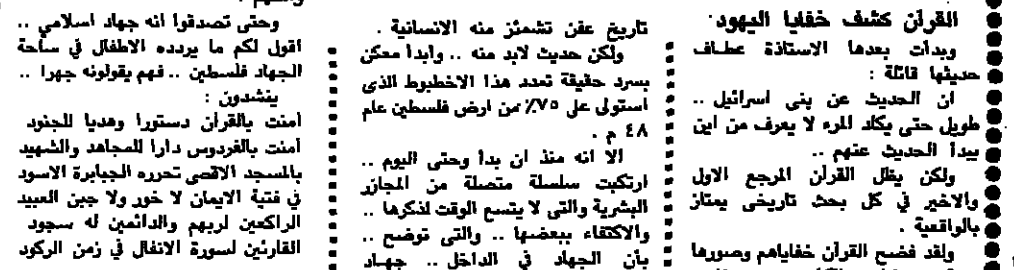 القرآن كشف خفايا اليهود
وبدأت بعدها الاستاذة عطاف
حديثها قائلة :
ان الحديث عن بنى اسرائيل ..
طويل حتى يكاد المرء لا يعرف من اين
يبدأ الحديث عنهم ..
ولكن يظل القرآن المرجع الاول
والاخير في كل بحث تاريخى يمتاز
بالواقعية .
ولقد فضح القرآن خفاياهم وصورها
تاريخ عفن تشمئز منه الانسانية .
ولكن حديث لابد منه .. وابدأ معكن
بسرد حقيقة تمدد هذا الاخطبوط الذى
استولى على ٧٥٪ من ارض فلسطين عام
٤٨ م .
الا انه منذ ان بدأ وحتى اليوم ..
ارتكبت سلسلة متصلة من المجازر
البشرية والتى لا يتسع الوقت لذكرها ..
والاكتفاء ببعضها .. والتى توضح ..
بأن الجهاد في الداخل .. جهاد
وحتى تصدقوا انه جهاد اسلامي ..
أقول لكم ما يردده الاطفال في ساحة
الجهاد فلسطين .. فهم يقولونه جهرا ..
ينشدون :
آمنت بالقرآن دستورا وهديا للجنود
آمنت بالفردوس دارا للمجاهد والشهيد
بالمسجد الاقصى تحرره الجبابرة الاسود
في فتية الايمان لا خور ولا جبن العبيد
الراكعين لربهم والدائمين له سجود
القارئين لسورة الانفال في زمن الركود